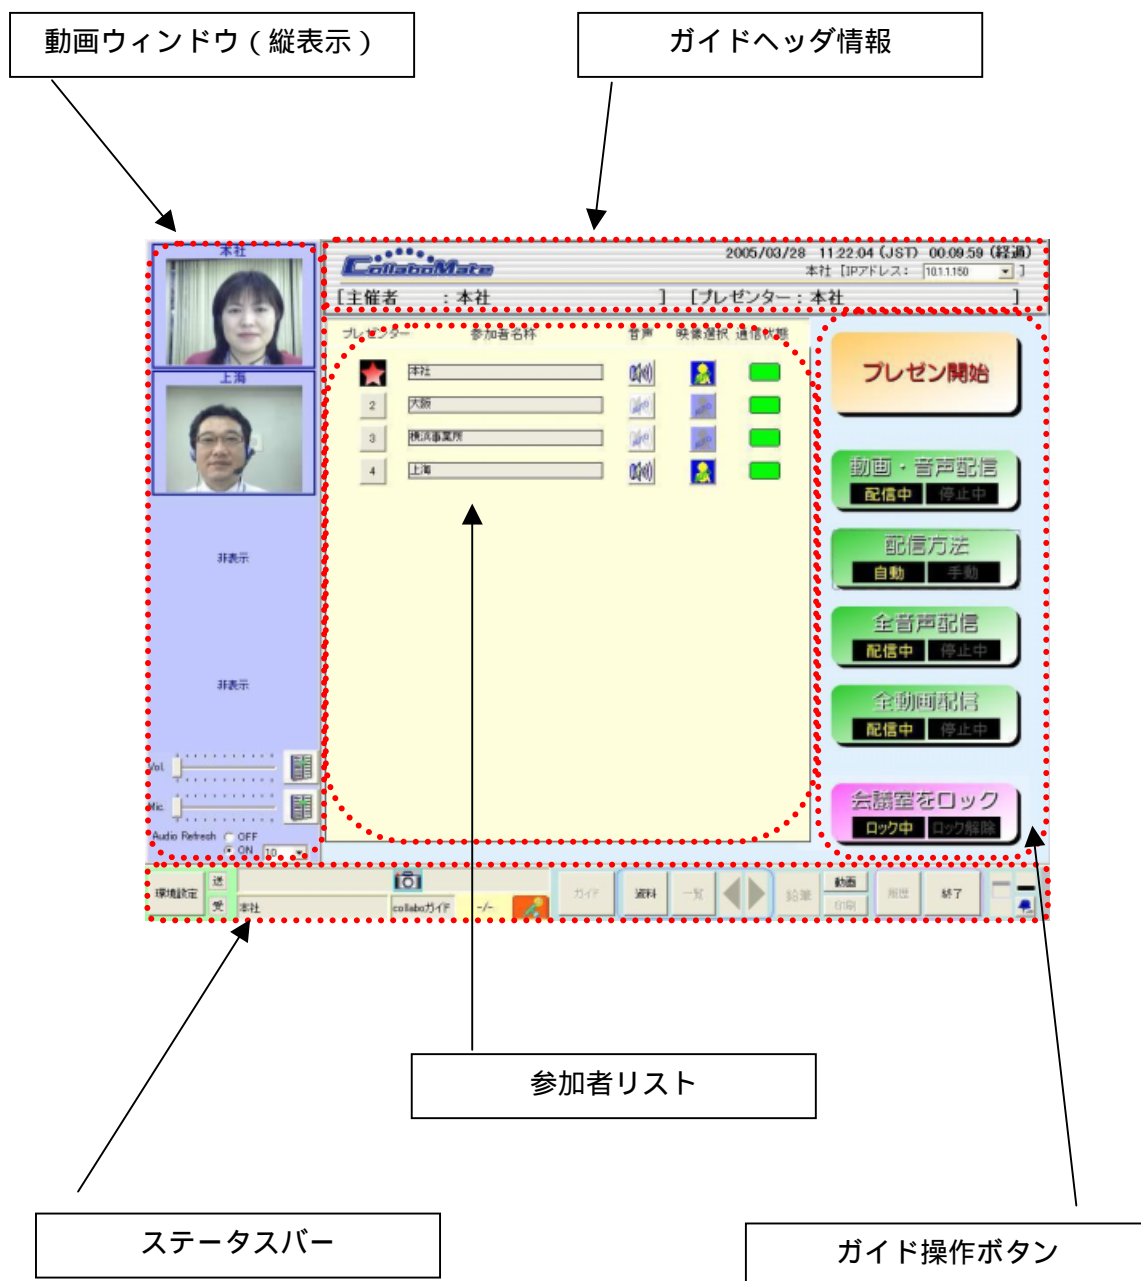 動画ウィンドウ(縦表示)
ガイドヘッダ情報
本社
上海
非表示
非表示
Vol.
Mic.
Audio Refresh OFF
ON 10
CollaboMate
2005/03/28 11:22:04 (JST) 00:09:59 (経過)
本社 [IPアドレス: 10.1.1.150 ]
[主催者 :本社 ] [プレゼンター:本社 ]
プレゼンター 参加者名称 音声 映像選択 通信状態
本社
2 大阪
3 横浜事業所
4 上海
プレゼン開始
動画・音声配信
配信中 停止中
配信方法
自動 手動
全音声配信
配信中 停止中
全動画配信
配信中 停止中
会議室をロック
ロック中 ロック解除
環境設定 送
受 本社 collaboガイド -/-
ガイド 資料 一覧 鉛筆 動画 印刷 履歴 終了
参加者リスト
ステータスバー
ガイド操作ボタン